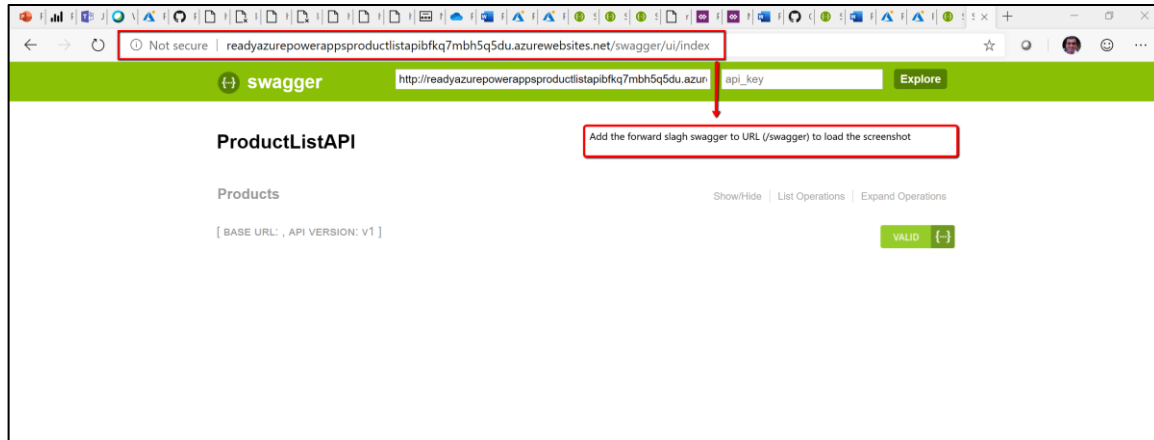 Not secure readyazurepowerappsproductlistapibfkq7mbh5q5du.azurewebsites.net/swagger/ui/index
swagger http://readyazurepowerappsproductlistapibfkq7mbh5q5du.azur api_key Explore
ProductListAPI
Add the forward slagh swagger to URL (/swagger) to load the screenshot
Products Show/Hide List Operations Expand Operations
[ BASE URL: , API VERSION: V1 ]
VALID {--}